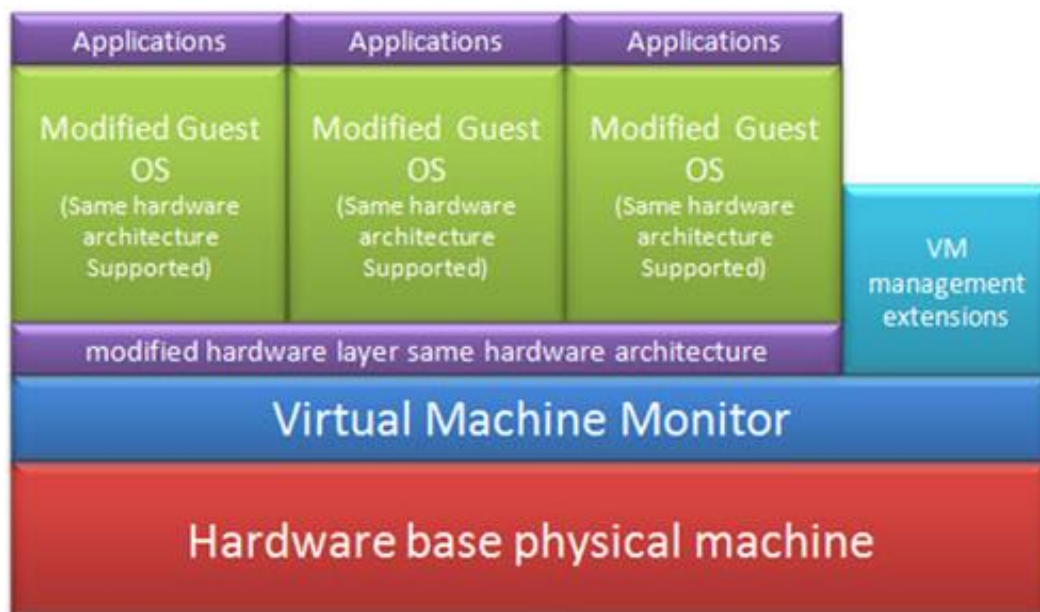 Applications
Applications
Applications
Modified Guest
OS
(Same hardware
architecture
Supported)
Modified Guest
OS
(Same hardware
architecture
Supported)
Modified Guest
OS
(Same hardware
architecture
Supported)
VM
management
extensions
modified hardware layer same hardware architecture
Virtual Machine Monitor
Hardware base physical machine